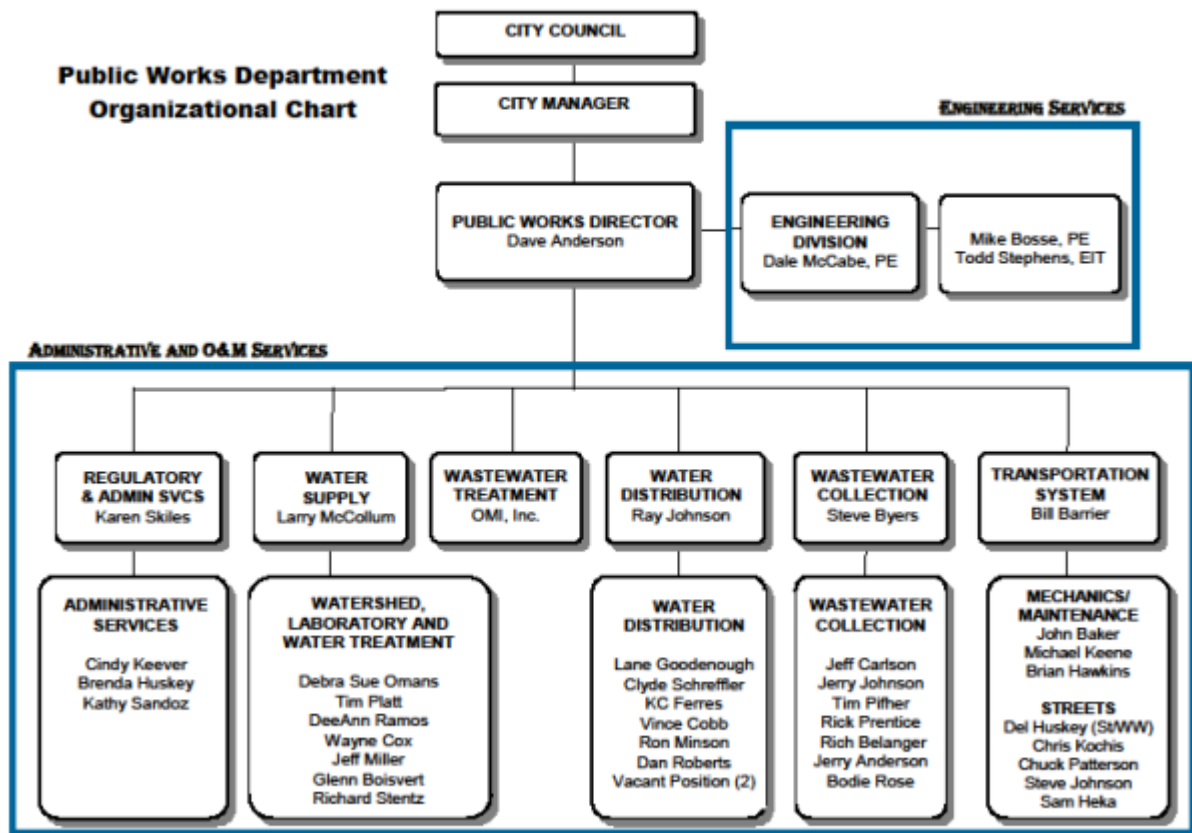 Public Works Department
Organizational Chart
CITY COUNCIL
CITY MANAGER
ENGINEERING SERVICES
PUBLIC WORKS DIRECTOR
Dave Anderson
ENGINEERING
DIVISION
Dale McCabe, PE
Mike Bosse, PE
Todd Stephens, EIT
ADMINISTRATIVE AND O&M SERVICES
REGULATORY
& ADMIN SVCS
Karen Skiles
WATER
SUPPLY
Larry McCollum
WASTEWATER
TREATMENT
OMI, Inc.
WATER
DISTRIBUTION
Ray Johnson
WASTEWATER
COLLECTION
Steve Byers
TRANSPORTATION
SYSTEM
Bill Barrier
ADMINISTRATIVE
SERVICES
Cindy Keever
Brenda Huskey
Kathy Sandoz
WATERSHED,
LABORATORY AND
WATER TREATMENT
Debra Sue Omans
Tim Platt
DeeAnn Ramos
Wayne Cox
Jeff Miller
Glenn Boisvert
Richard Stentz
WATER
DISTRIBUTION
Lane Goodenough
Clyde Schreffler
KC Ferres
Vince Cobb
Ron Minson
Dan Roberts
Vacant Position (2)
WASTEWATER
COLLECTION
Jeff Carlson
Jerry Johnson
Tim Pifher
Rick Prentice
Rich Belanger
Jerry Anderson
Bodie Rose
MECHANICS/
MAINTENANCE
John Baker
Michael Keene
Brian Hawkins
STREETS
Del Huskey (St/WW)
Chris Kochis
Chuck Patterson
Steve Johnson
Sam Heka